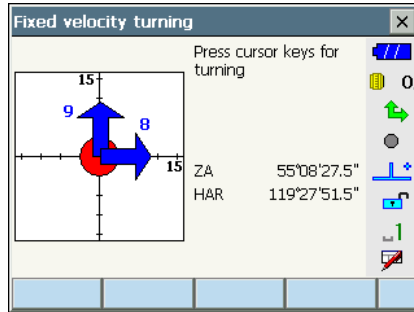 Fixed velocity turning
Press cursor keys for
turning
15
9
8
15
0
ZA 55°08'27.5"
HAR 119°27'51.5"
1